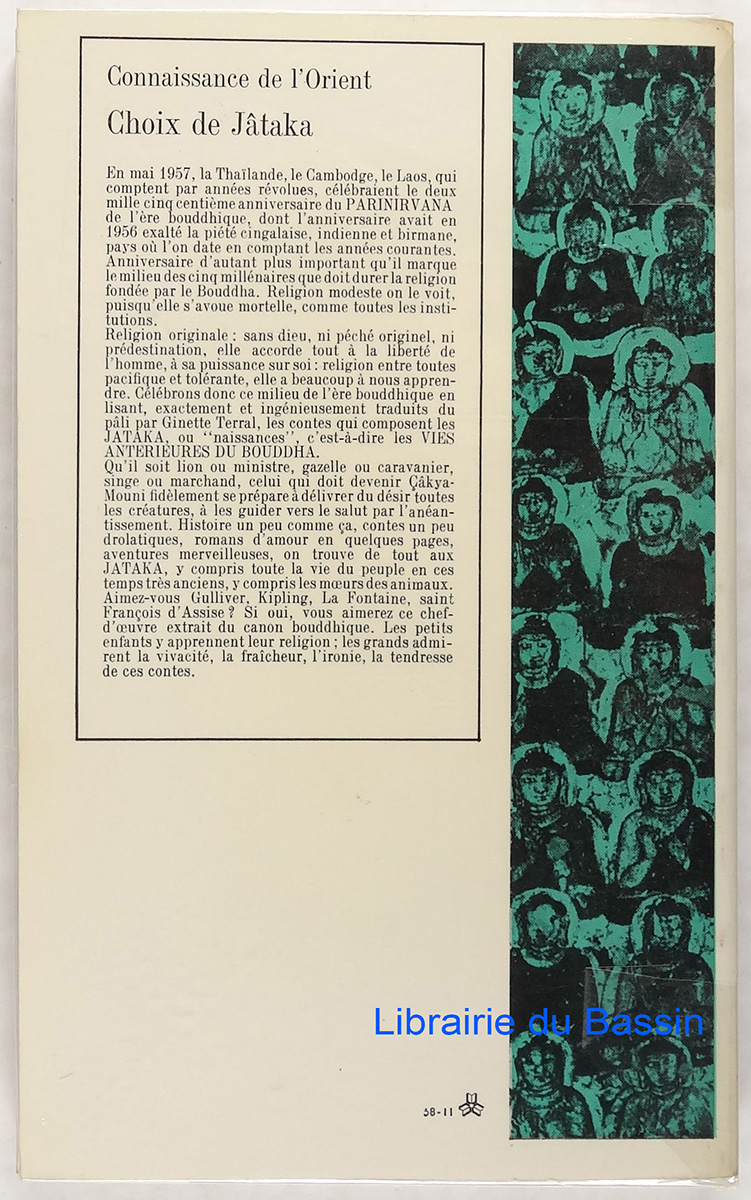 Connaissance de l'Orient
Choix de Jâtaka
En mai 1957, la Thaïlande, le Cambodge, le Laos, qui
comptent par années révolues, célébraient le deux
mille cinq centième anniversaire du PARINIRVANA
de l'ère bouddhique, dont l'anniversaire avait en
1956 exalté la piété cingalaise, indienne et birmane,
pays où l'on date en comptant les années courantes.
Anniversaire d'autant plus important qu'il marque
le milieu des cinq millénaires que doit durer la religion
fondée par le Bouddha. Religion modeste on le voit,
puisqu'elle s'avoue mortelle, comme toutes les insti-
tutions.
Religion originale : sans dieu, ni péché originel, ni
prédestination, elle accorde tout à la liberté de
l'homme, à sa puissance sur soi : religion entre toutes
pacifique et tolérante, elle a beaucoup à nous appren-
dre. Célébrons donc ce milieu de l'ère bouddhique en
lisant, exactement et ingénieusement traduits du
pâli par Ginette Terral, les contes qui composent les
JATAKA, ou "naissances", c'est-à-dire les VIES
ANTERIEURES DU BOUDDHA.
Qu'il soit lion ou ministre, gazelle ou caravanier,
singe ou marchand, celui qui doit devenir Çâkya-
Mouni fidèlement se prépare à délivrer du désir toutes
les créatures, à les guider vers le salut par l'anéan-
tissement. Histoire un peu comme ça, contes un peu
drolatiques, romans d'amour en quelques pages,
aventures merveilleuses, on trouve de tout aux
JATAKA, y compris toute la vie du peuple en ces
temps très anciens, y compris les mœurs des animaux.
Aimez-vous Gulliver, Kipling, La Fontaine, saint
François d'Assise? Si oui, vous aimerez ce chef-
d'œuvre extrait du canon bouddhique. Les petits
enfants y apprennent leur religion ; les grands admi-
rent la vivacité, la fraîcheur, l'ironie, la tendresse
de ces contes.
Librairie du Bassin
58-11